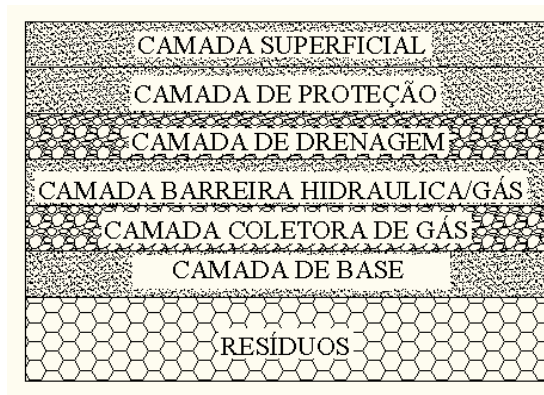 CAMADA SUPERFICIAL
CAMADA DE PROTEÇÃO
CAMADA DE DRENAGEM
CAMADA BARREIRA HIDRAULICA/GÁS
CAMADA COLETORA DE GÁS
CAMADA DE BASE
RESÍDUOS